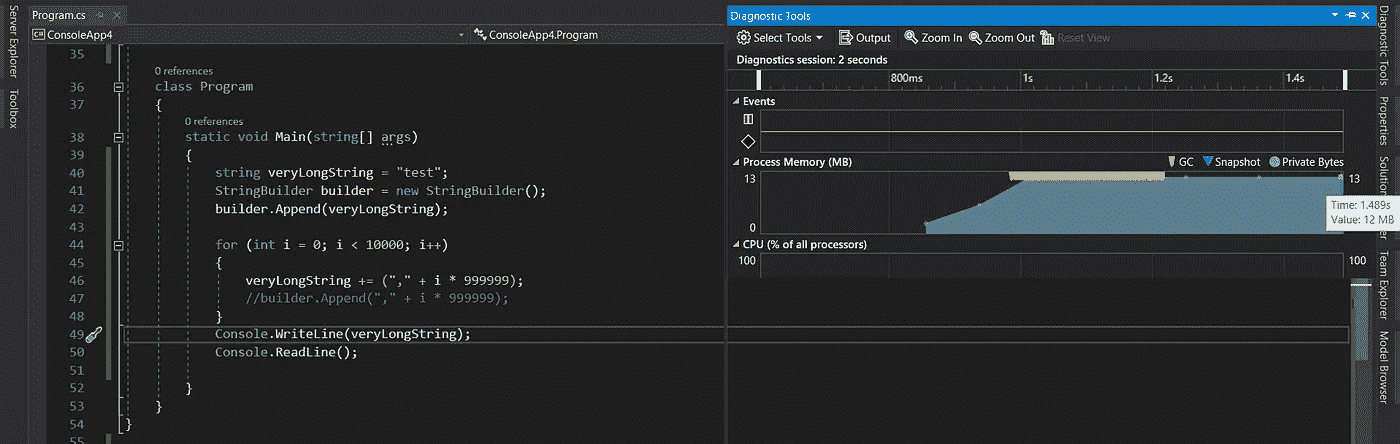 Server Explorer
Toolbox
Program.cs
C# ConsoleApp4
ConsoleApp4.Program
35
0 references
36 class Program
37 {
0 references
38 static void Main(string[] args)
39 {
40 string veryLongString = "test";
41 StringBuilder builder = new StringBuilder();
42 builder.Append(veryLongString);
43
44 for (int i = 0; i < 10000; i++)
45 {
46 veryLongString += ("," + i * 999999);
47 //builder.Append("," + i * 999999);
48 }
49 Console.WriteLine(veryLongString);
50 Console.ReadLine();
51
52 }
53 }
54 }
55
Diagnostic Tools
Select Tools Output Zoom In Zoom Out Reset View
Diagnostics session: 2 seconds
800ms 1s 1.2s 1.4s
Events
Process Memory (MB) GC Snapshot Private Bytes
13 13
0
Time: 1.489s
Value: 12 MB
CPU (% of all processors)
100 100
Diagnostic Tools
Properties
Team Explorer
Model Browser